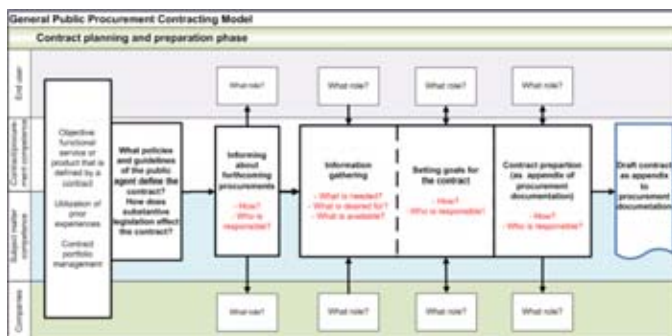 General Public Procurement Contracting Model
Contract planning and preparation phase
End user
What role?
What role?
What role?
What role?
Contract/procure-
ment competence
Subject matter
competence
Companies
Objective
functional
service or
product that is
defined by a
contract
Utilization of
prior
experiences
Contract
portfolio
management
What policies
and guidelines
of the public
agent define the
contract?
How does
substantive
legislation effect
the contract?
Informing
about
forthcoming
procurements
- How?
- Who is
responsible?
Information
gathering
- What is needed?
- What is desired for?
- What is available?
Setting goals for
the contract
- How?
- Who is responsible?
Contract prepartion
(as appendix of
procurement
documentation)
- How?
- Who is responsible?
Draft contract
as appendix
to
procurement
documentation
What role?
What role?
What role?
What role?